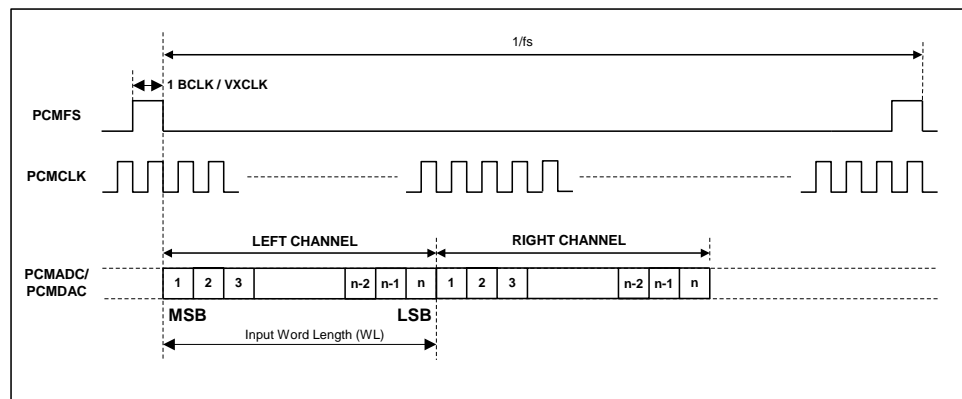 1/fs
1 BCLK / VXCLK
PCMFS
PCMCLK
LEFT CHANNEL RIGHT CHANNEL
PCMADC/
PCMDAC
1 2 3 n-2 n-1 n 1 2 3 n-2 n-1 n
MSB LSB
Input Word Length (WL)